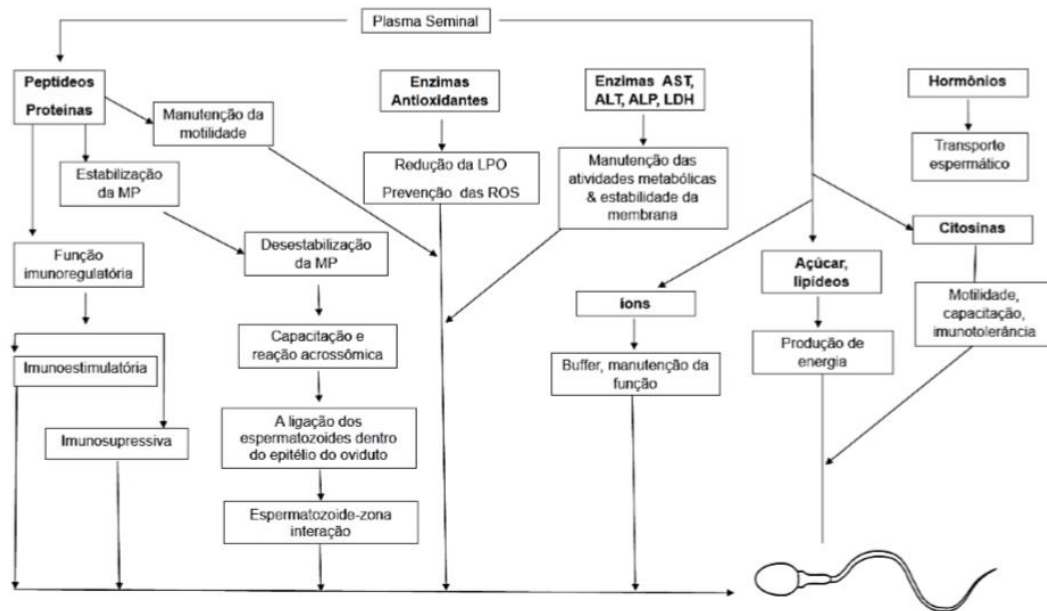 Plasma Seminal
Peptídeos
Proteinas
Manutenção da
motilidade
Estabilização
da MP
Enzimas
Antioxidantes
Redução da LPO
Prevenção das ROS
Enzimas AST,
ALT, ALP, LDH
Manutenção das
atividades metabólicas
& estabilidade da
membrana
Hormônios
Transporte
espermático
Função
imunoregulatória
Desestabilização
da MP
Citosinas
Açúcar,
lipídeos
íons
Motilidade,
capacitação,
imunotolerância
Imunoestimulatória
Capacitação e
reação acrossômica
Buffer, manutenção da
função
Produção de
energia
Imunosupressiva
A ligação dos
espermatozoides dentro
do epitélio do oviduto
Espermatozoide-zona
interação